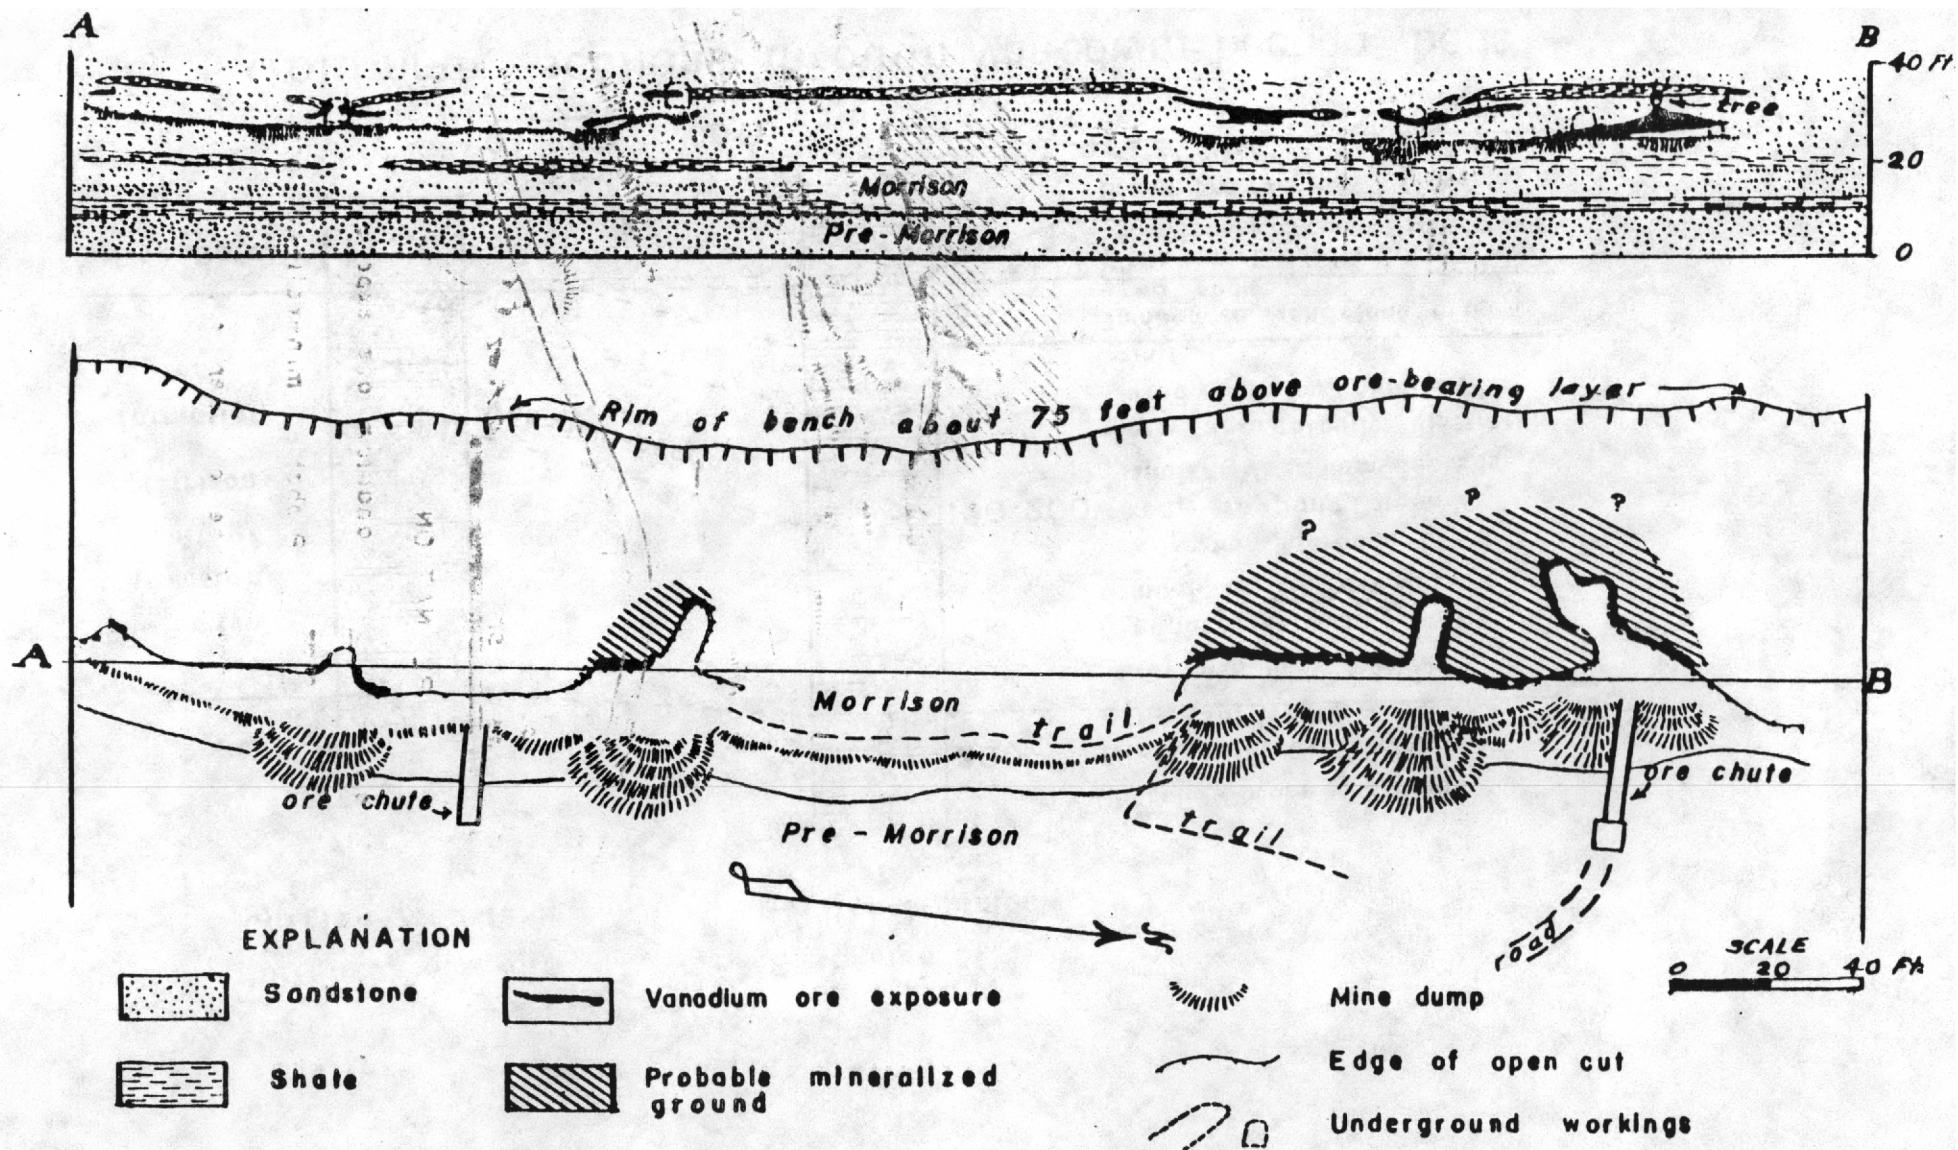 A
B
40 Ft.
tree
20
Morrison
Pre-Morrison
0
Rim of bench about 75 feet above ore-bearing layer
?
?
?
A
B
Morrison
trail
ore chute
ore chute
Pre-Morrison
trail
N
road
EXPLANATION
SCALE
0 20 40 Ft.
Sandstone
Vanadium ore exposure
Mine dump
Shale
Probable mineralized
ground
Edge of open cut
Underground workings